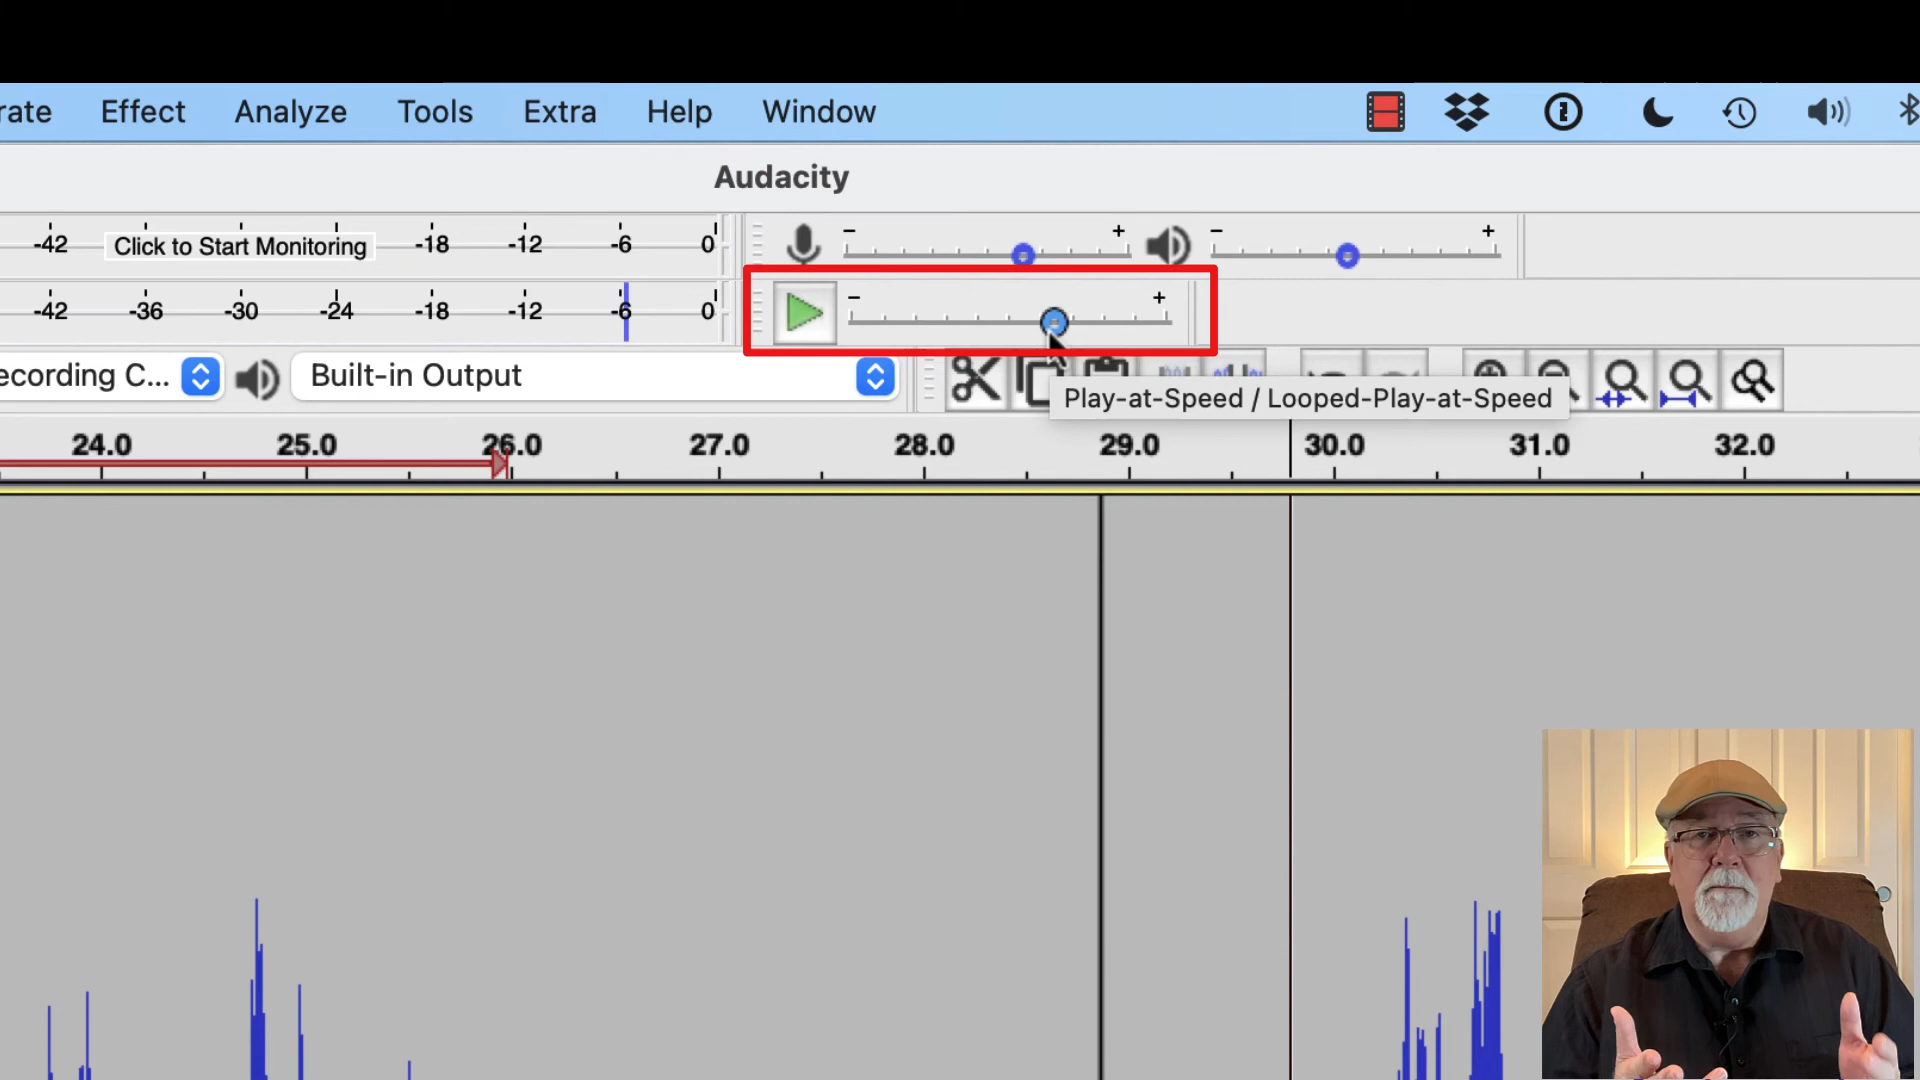 rate Effect Analyze Tools Extra Help Window
Audacity
-42 Click to Start Monitoring -18 -12 -6 0 - + - +
-42 -36 -30 -24 -18 -12 -6 0 - +
ecording C... Built-in Output
Play-at-Speed / Looped-Play-at-Speed
24.0 25.0 26.0 27.0 28.0 29.0 30.0 31.0 32.0